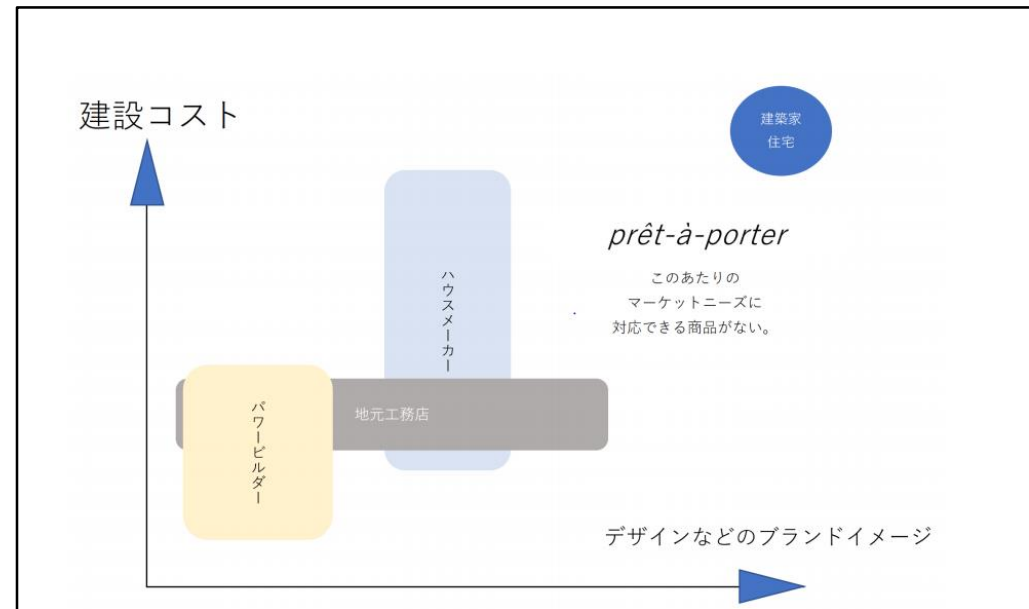 建設コスト
建築家
住宅
prêt-à-porter
このあたりの
マーケットニーズに
対応できる商品がない。
ハウスメーカー
地元工務店
パワービルダー
デザインなどのブランドイメージ